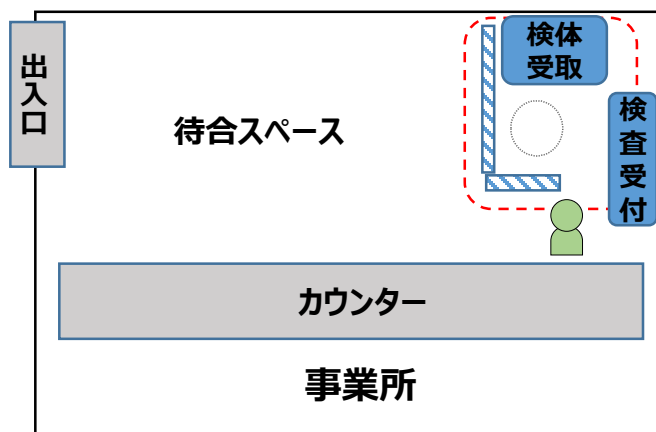 検体
受取
出入口
待合スペース
検査受付
カウンター
事業所